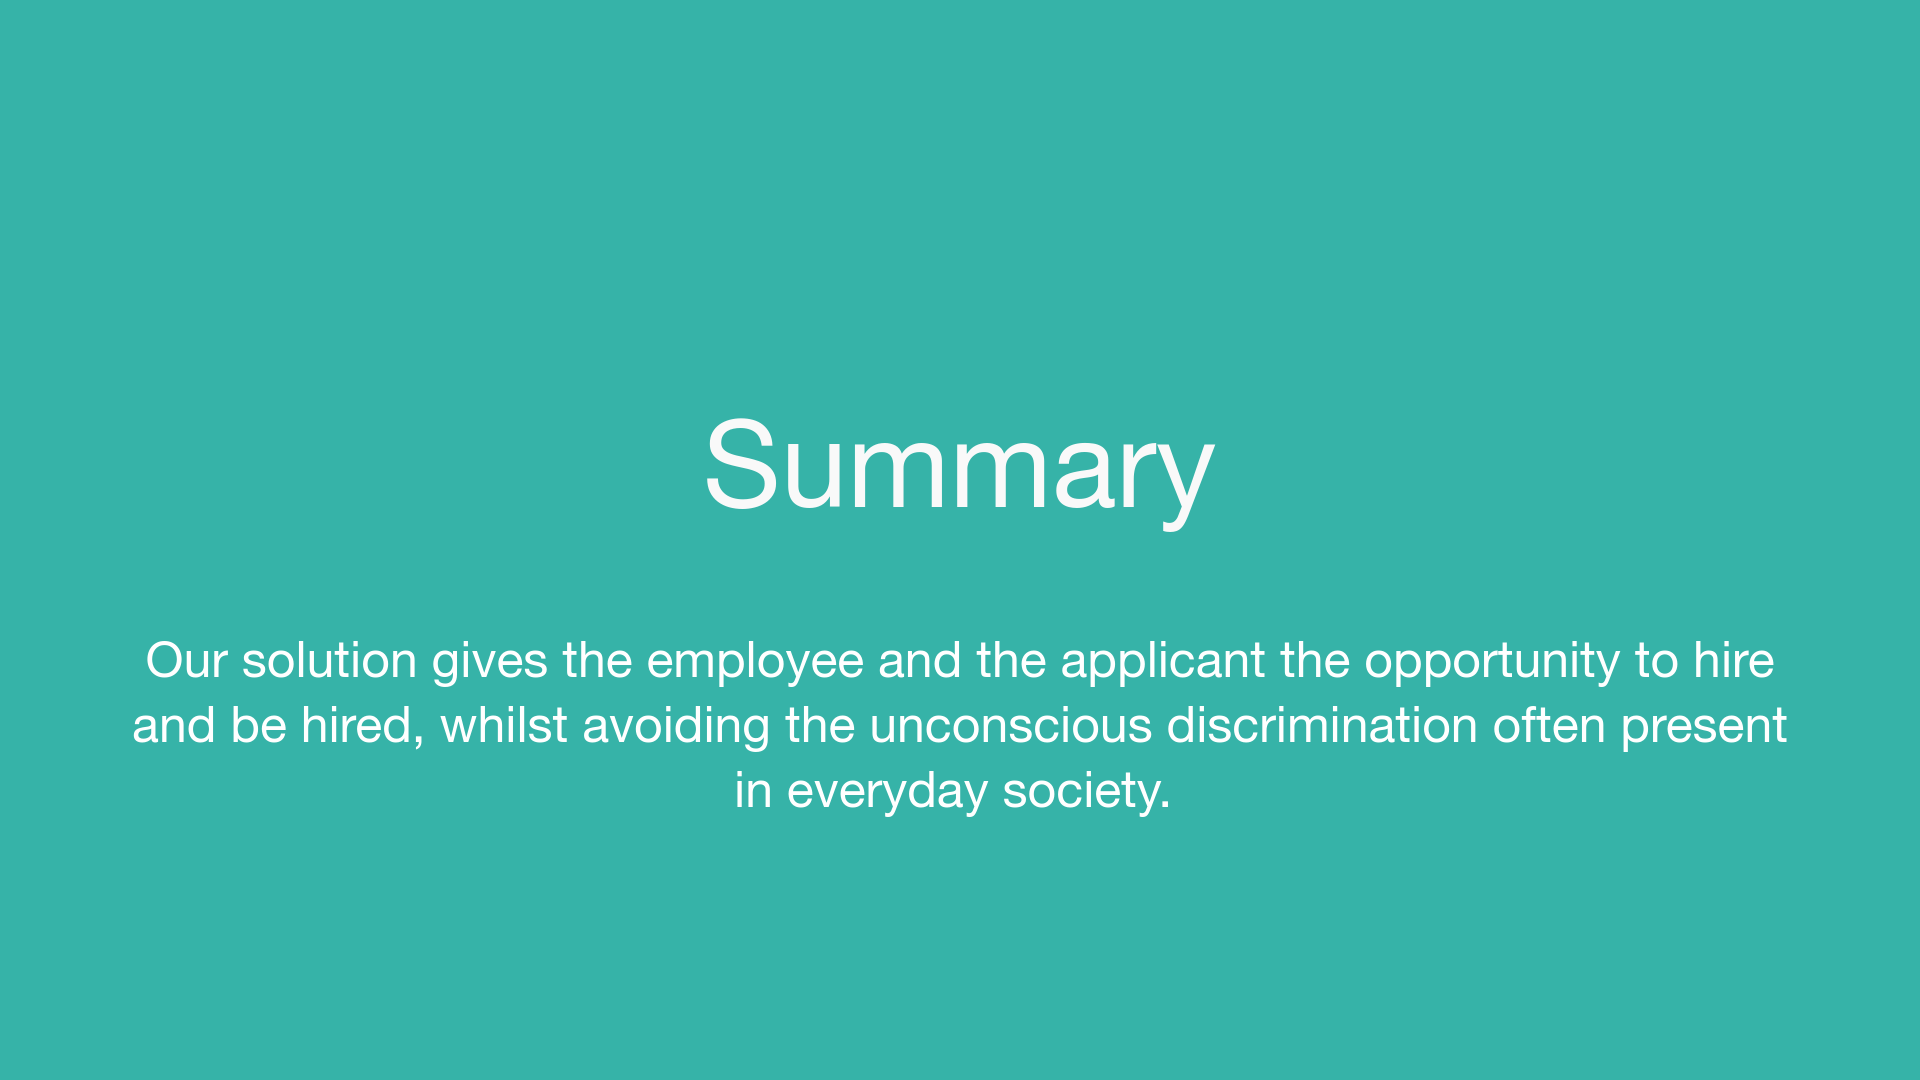 Summary
Our solution gives the employee and the applicant the opportunity to hire
and be hired, whilst avoiding the unconscious discrimination often present
in everyday society.